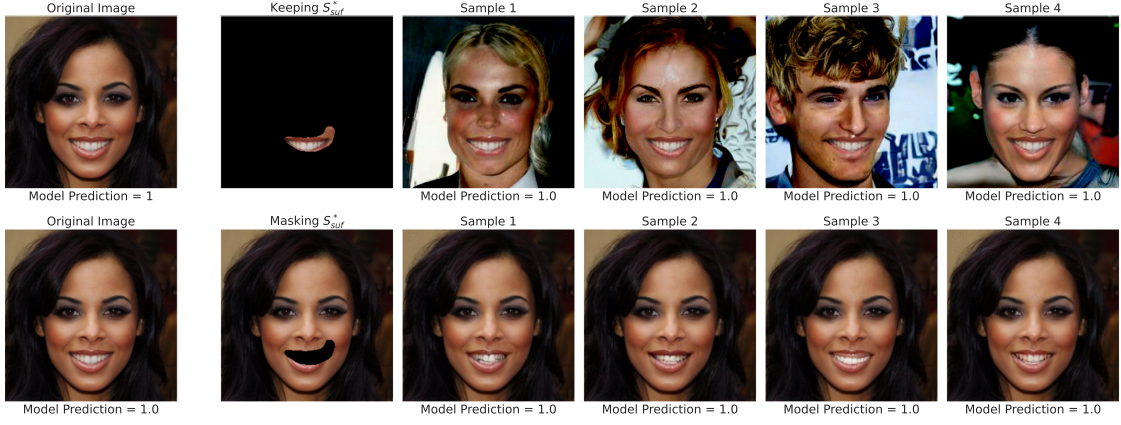 Original Image
Keeping S*suf
Sample 1
Sample 2
Sample 3
Sample 4
Model Prediction = 1
Model Prediction = 1.0
Model Prediction = 1.0
Model Prediction = 1.0
Model Prediction = 1.0
Original Image
Masking S*suf
Sample 1
Sample 2
Sample 3
Sample 4
Model Prediction = 1.0
Model Prediction = 1.0
Model Prediction = 1.0
Model Prediction = 1.0
Model Prediction = 1.0